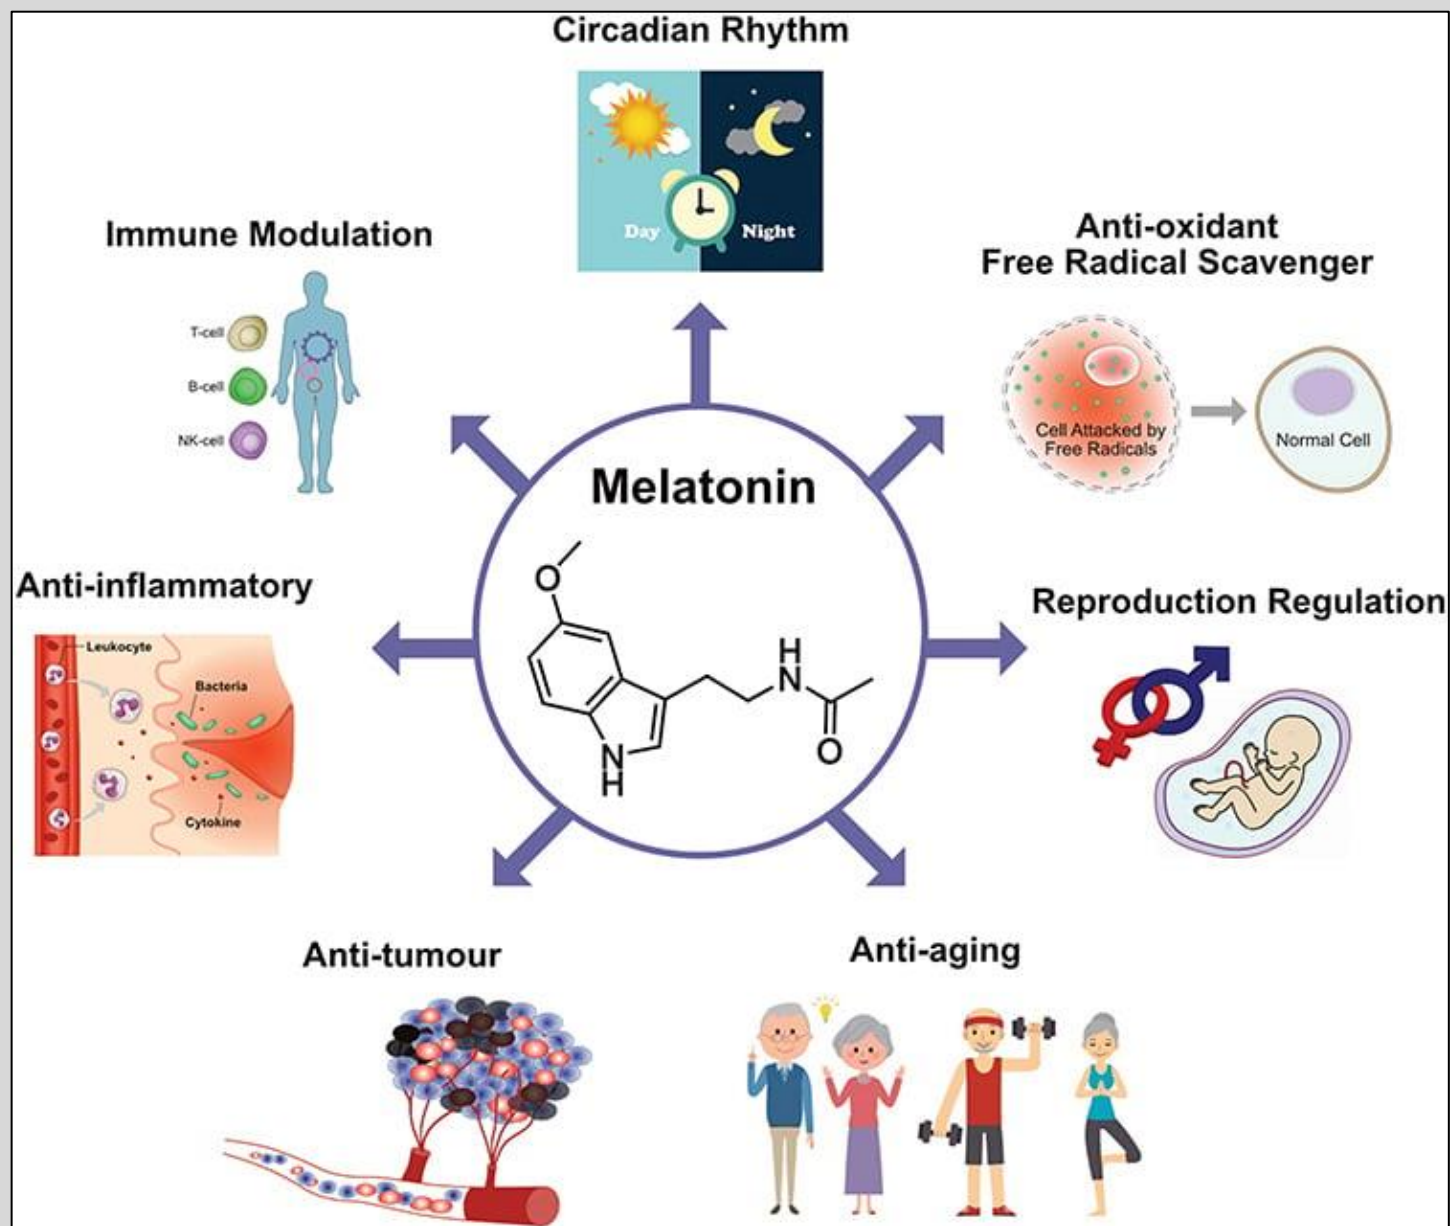 Circadian Rhythm
Day
Night
Immune Modulation
T-cell
B-cell
NK-cell
Anti-oxidant
Free Radical Scavenger
Cell Attacked by
Free Radicals
Normal Cell
Melatonin
O
H
N
O
N
H
Anti-inflammatory
Leukocyte
Bacteria
Cytokine
Reproduction Regulation
Anti-tumour
Anti-aging